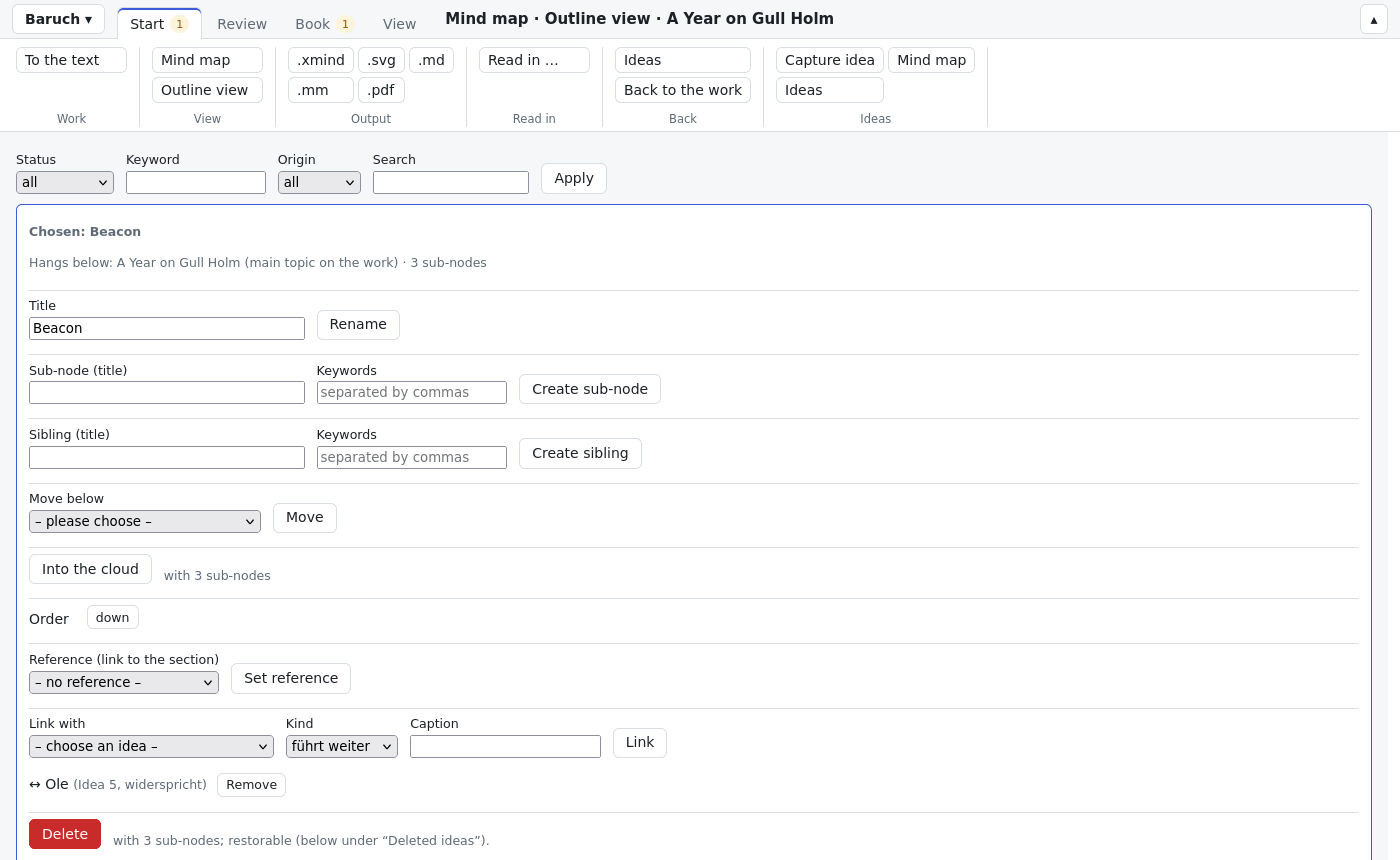 Baruch ▾ Start 1 Review Book 1 View Mind map · Outline view · A Year on Gull Holm ▴
To the text Mind map .xmind .svg .md Read in … Ideas Capture idea Mind map
Outline view .mm .pdf Back to the work Ideas
Work View Output Read in Back Ideas
Status Keyword Origin Search
all all Apply
Chosen: Beacon
Hangs below: A Year on Gull Holm (main topic on the work) · 3 sub-nodes
Title
Beacon Rename
Sub-node (title) Keywords
separated by commas Create sub-node
Sibling (title) Keywords
separated by commas Create sibling
Move below
– please choose – Move
Into the cloud with 3 sub-nodes
Order down
Reference (link to the section)
– no reference – Set reference
Link with Kind Caption
– choose an idea – führt weiter Link
↔ Ole (Idea 5, widerspricht) Remove
Delete with 3 sub-nodes; restorable (below under “Deleted ideas”).